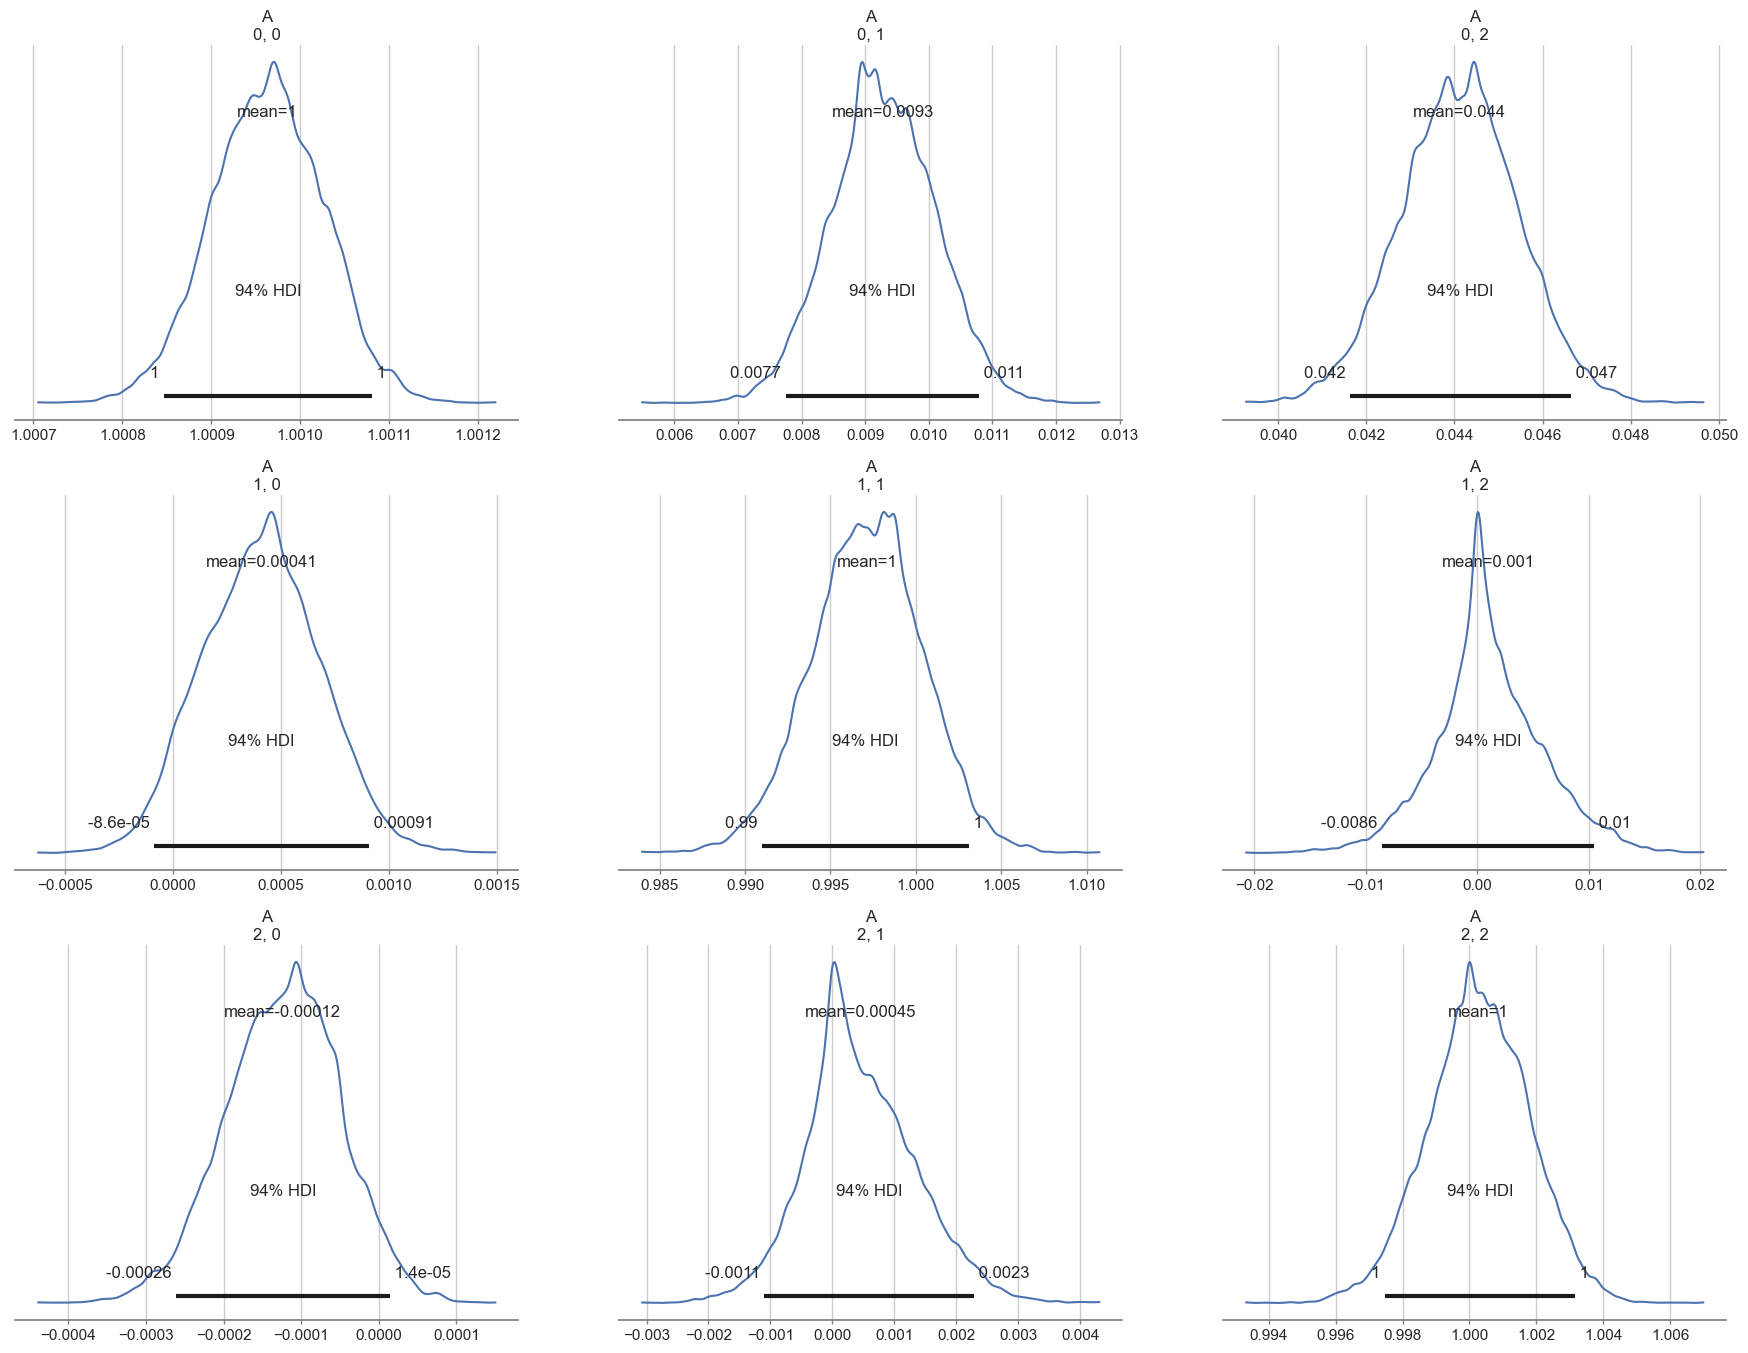 A
0, 0
mean=1
94% HDI
1 1
1.0007 1.0008 1.0009 1.0010 1.0011 1.0012
A
0, 1
mean=0.0093
94% HDI
0.0077 0.011
0.006 0.007 0.008 0.009 0.010 0.011 0.012 0.013
A
0, 2
mean=0.044
94% HDI
0.042 0.047
0.040 0.042 0.044 0.046 0.048 0.050
A
1, 0
mean=0.00041
94% HDI
-8.6e-05 0.00091
−0.0005 0.0000 0.0005 0.0010 0.0015
A
1, 1
mean=1
94% HDI
0.99 1
0.985 0.990 0.995 1.000 1.005 1.010
A
1, 2
mean=0.001
94% HDI
-0.0086 0.01
−0.02 −0.01 0.00 0.01 0.02
A
2, 0
mean=-0.00012
94% HDI
-0.00026 1.4e-05
−0.0004 −0.0003 −0.0002 −0.0001 0.0000 0.0001
A
2, 1
mean=0.00045
94% HDI
-0.0011 0.0023
−0.003 −0.002 −0.001 0.000 0.001 0.002 0.003 0.004
A
2, 2
mean=1
94% HDI
1 1
0.994 0.996 0.998 1.000 1.002 1.004 1.006